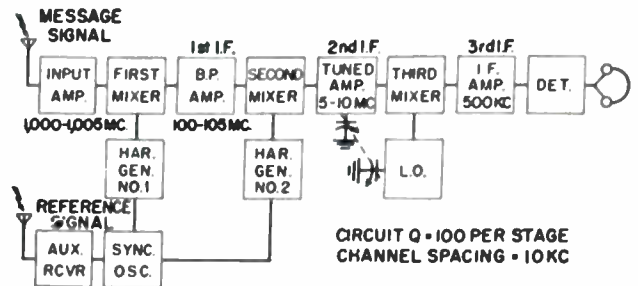 MESSAGE
SIGNAL
1st I.F.
2nd I.F.
3rd I.F.
INPUT
AMP.
FIRST
MIXER
B.P.
AMP.
SECOND
MIXER
TUNED
AMP.
5-10 MC
THIRD
MIXER
I.F.
AMP.
500KC
DET.
1,000-1,005 MC.
100-105 MC.
HAR.
GEN.
NO.1
HAR.
GEN.
NO.2
L.O.
REFERENCE
SIGNAL
AUX.
RCVR
SYNC.
OSC.
CIRCUIT Q = 100 PER STAGE
CHANNEL SPACING = 10 KC